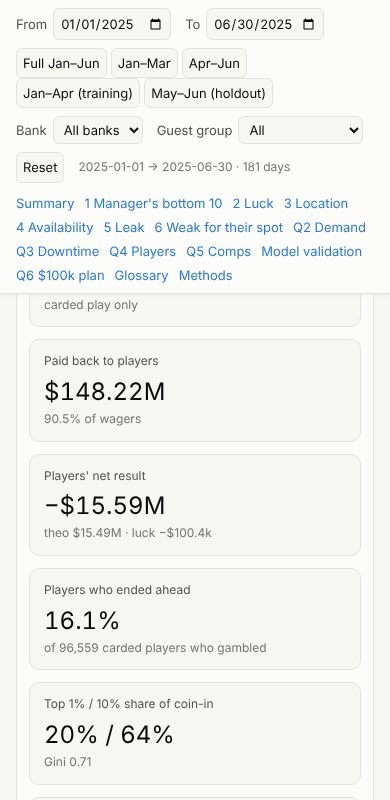 From 01/01/2025 To 06/30/2025
Full Jan–Jun Jan–Mar Apr–Jun
Jan–Apr (training) May–Jun (holdout)
Bank All banks Guest group All
Reset 2025-01-01 → 2025-06-30 · 181 days
Summary 1 Manager's bottom 10 2 Luck 3 Location
4 Availability 5 Leak 6 Weak for their spot Q2 Demand
Q3 Downtime Q4 Players Q5 Comps Model validation
Q6 $100k plan Glossary Methods
carded play only
Paid back to players
$148.22M
90.5% of wagers
Players' net result
−$15.59M
theo $15.49M · luck −$100.4k
Players who ended ahead
16.1%
of 96,559 carded players who gambled
Top 1% / 10% share of coin-in
20% / 64%
Gini 0.71